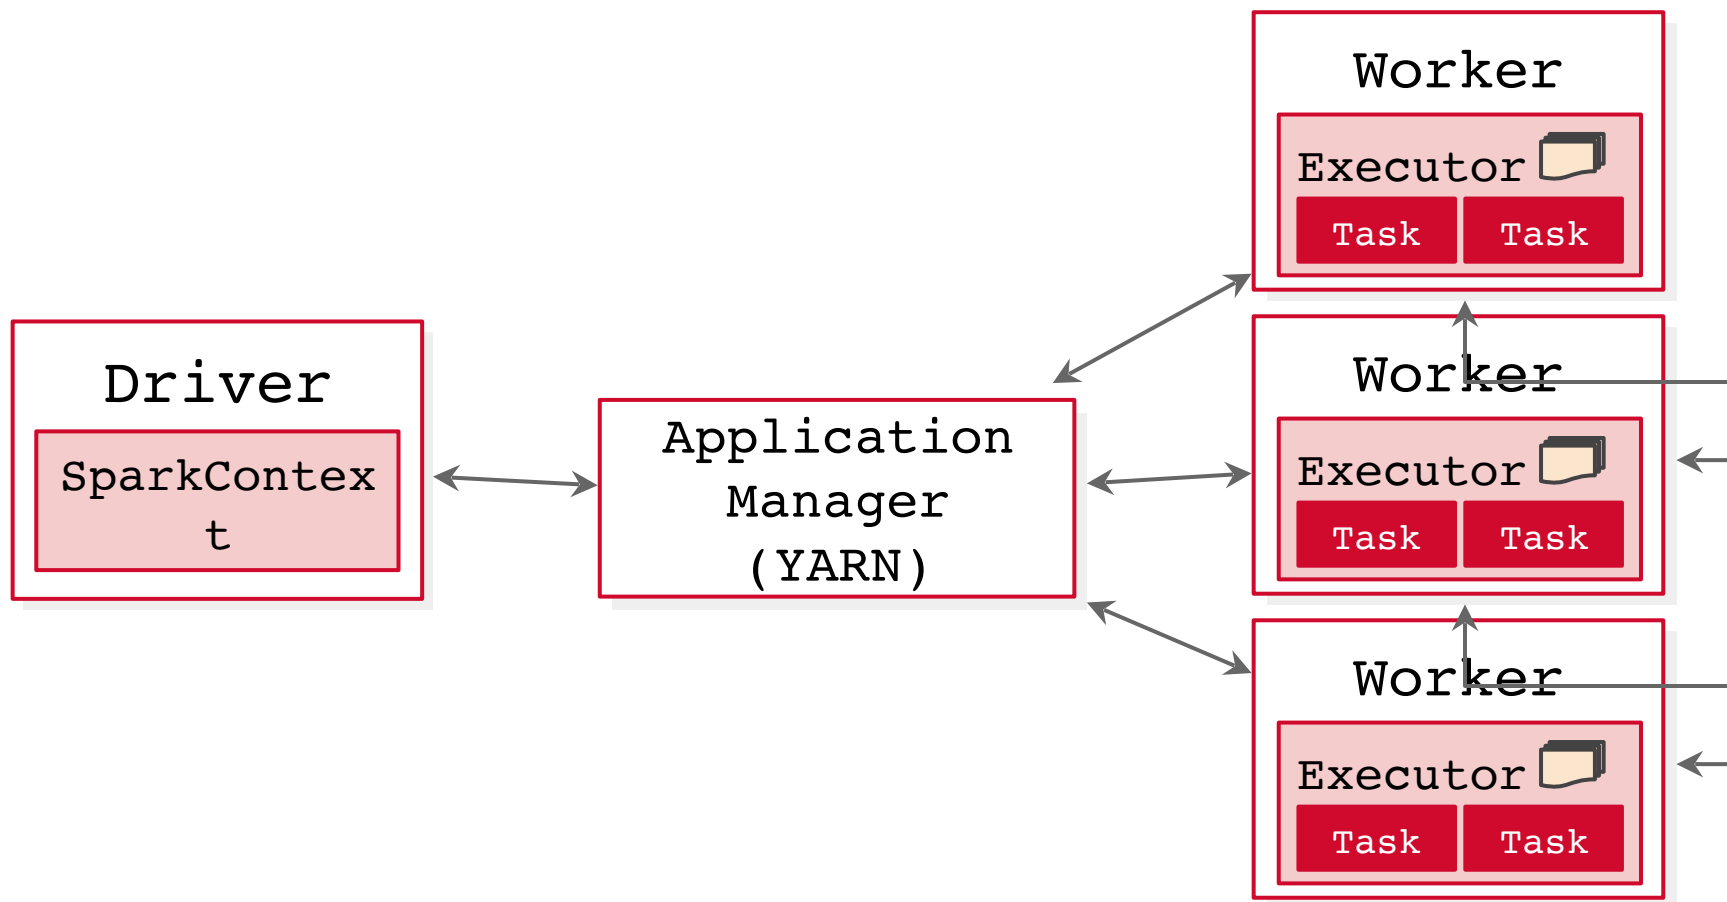 Driver
SparkContex
t
Application
Manager
(YARN)
Worker
Executor
Task Task
Worker
Executor
Task Task
Worker
Executor
Task Task